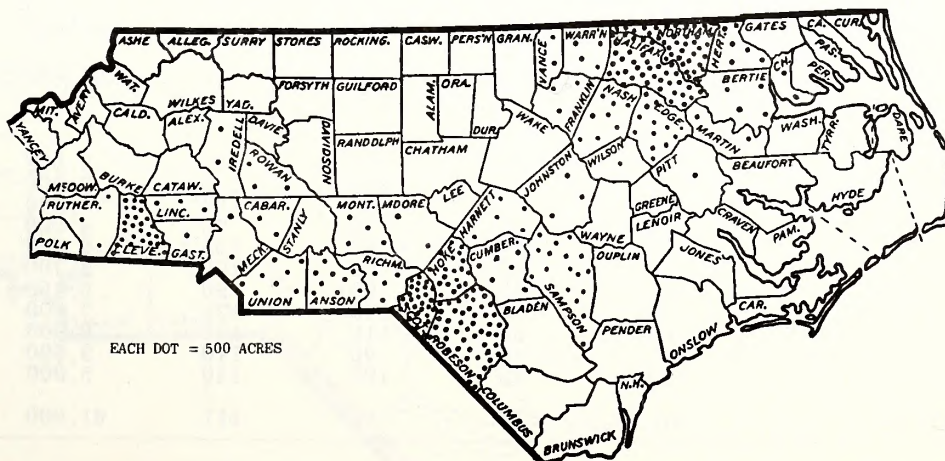 ASHE ALLEG. SURRY STOKES ROCKING. CASW. PERS'N GRAN. VANCE WARR'N NORTHAM. HALIFAX HERT. GATES CA. CUR.
MIT. AVERY WAT. WILKES YAD. FORSYTH GUILFORD ALAM. ORA. DUR. FRANKLIN NASH EDGE. BERTIE CH. PER. PAS.
YANCEY CALD. ALEX. IREDELL DAVIE DAVIDSON RANDOLPH CHATHAM WAKE WILSON MARTIN WASH. TYRR. DARE
McDOW. BURKE CATAW. ROWAN JOHNSTON PITT BEAUFORT HYDE
RUTHER. LINC. CABAR. STANLY MONT. MOORE LEE HARNETT WAYNE GREENE LENOIR CRAVEN PAM.
POLK CLEVE. GAST. MECK. UNION ANSON RICHM. HOKE CUMBER. SAMPSON DUPLIN JONES CAR.
SCOT. ROBESON BLADEN PENDER ONSLOW
EACH DOT = 500 ACRES
COLUMBUS BRUNSWICK N.H.